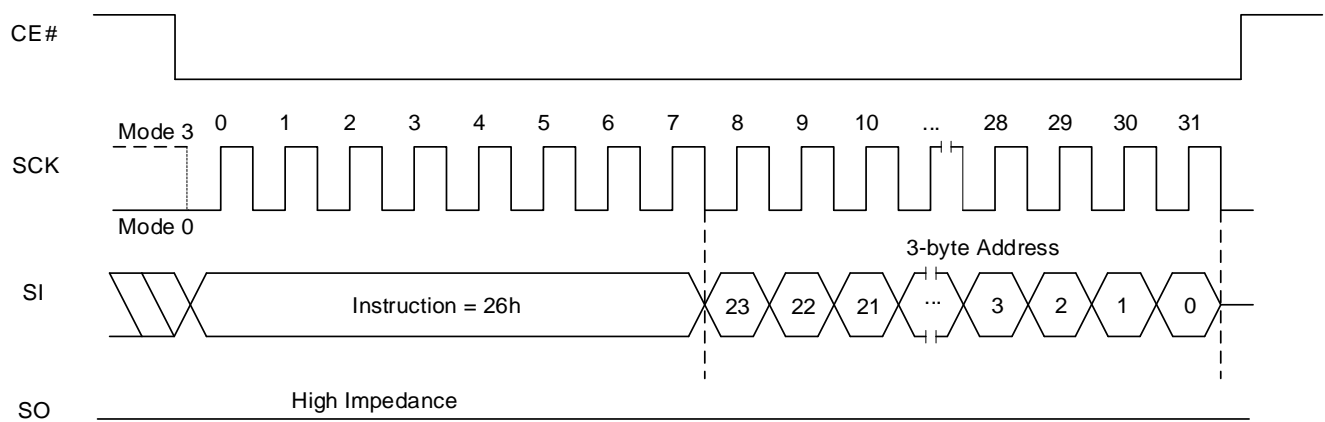 CE#
Mode 3 0 1 2 3 4 5 6 7 8 9 10 ... 28 29 30 31
SCK
Mode 0
3-byte Address
SI Instruction = 26h 23 22 21 ... 3 2 1 0
High Impedance
SO